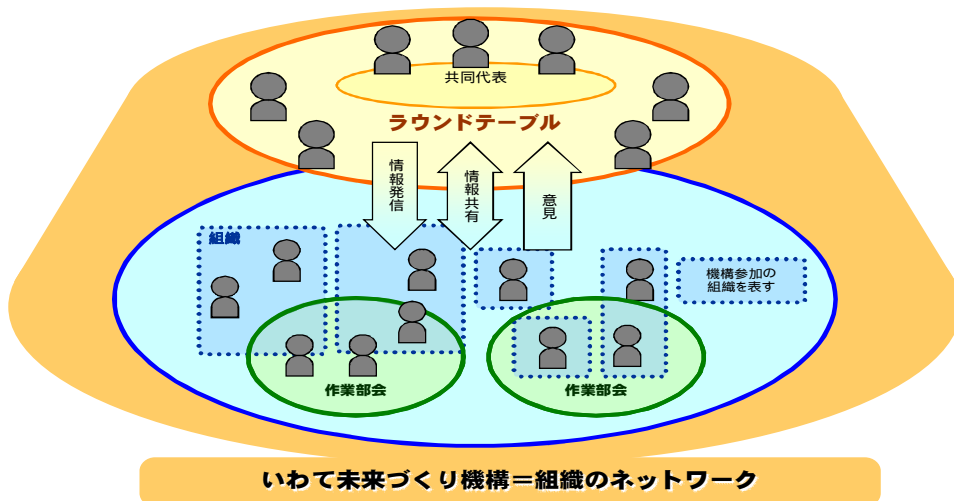 共同代表
ラウンドテーブル
情報発信
情報共有
意見
組織
機構参加の
組織を表す
作業部会
作業部会
いわて未来づくり機構＝組織のネットワーク